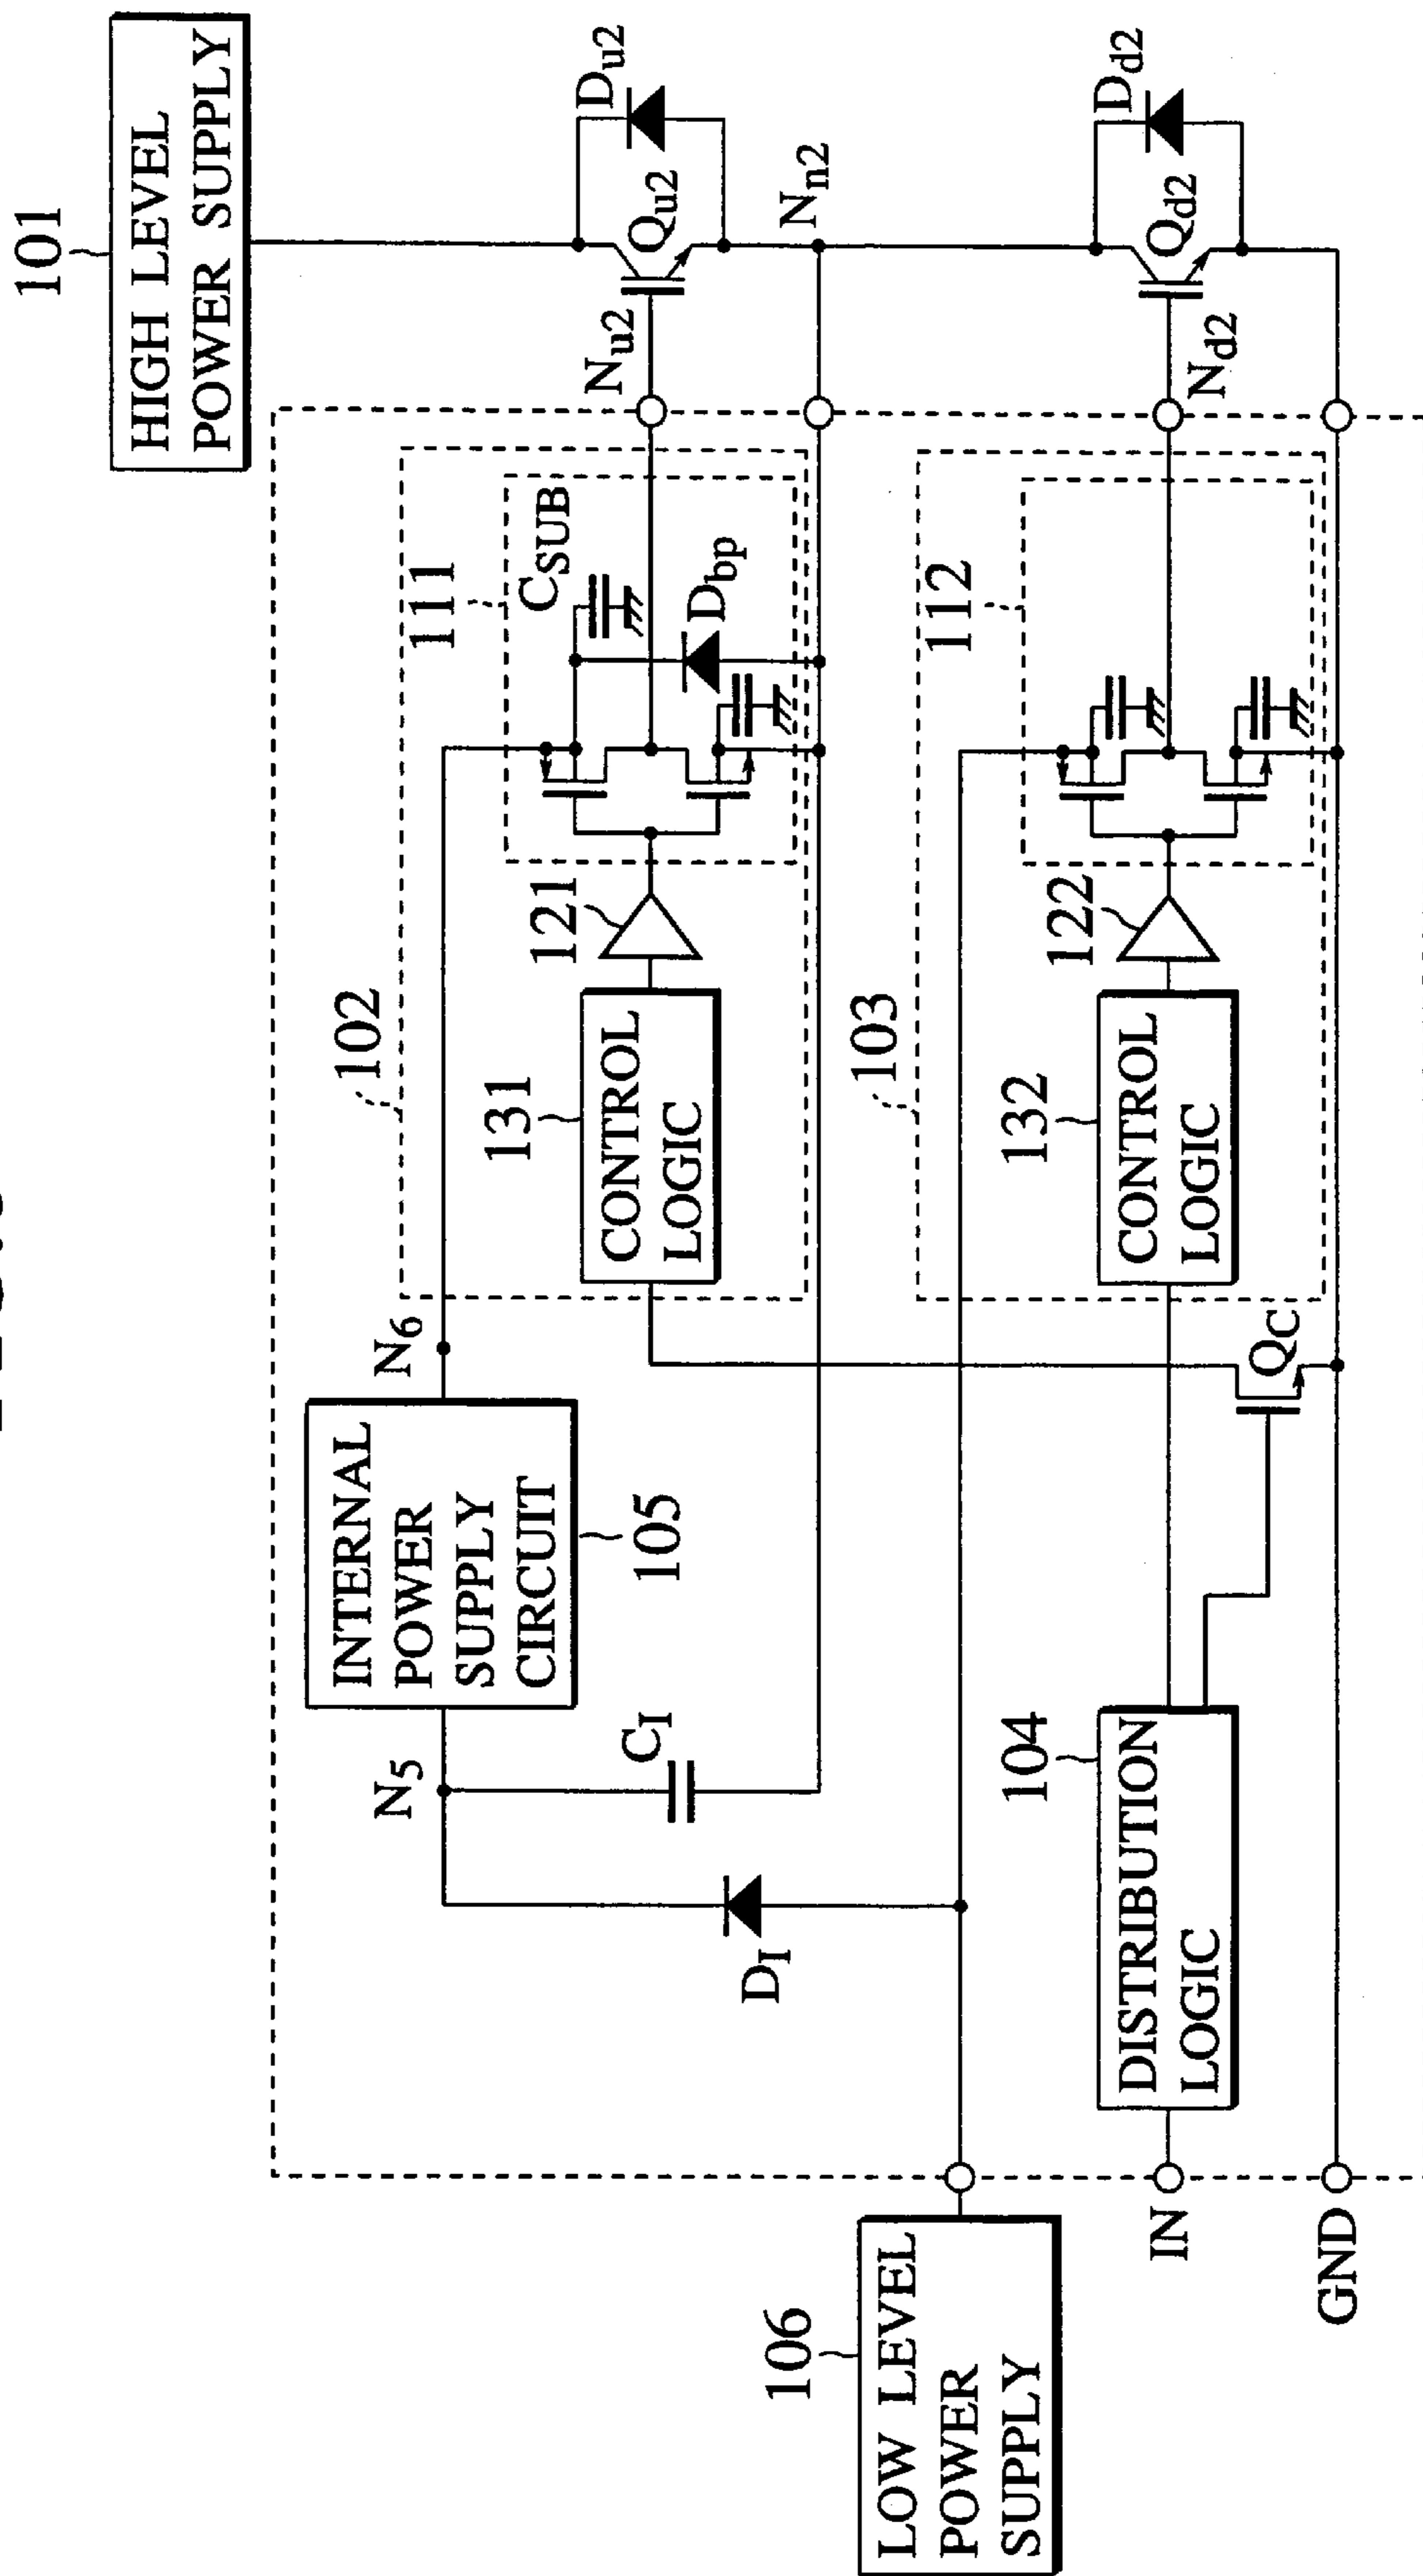 101
HIGH LEVEL
POWER SUPPLY
Du2
Qu2
Nu2
Nn2
Dd2
Qd2
Nd2
111
CSUB
Dbp
112
102
121
131
CONTROL
LOGIC
103
122
132
CONTROL
LOGIC
N6
INTERNAL
POWER
SUPPLY
CIRCUIT
105
N5
CI
DI
QC
104
DISTRIBUTION
LOGIC
106
LOW LEVEL
POWER
SUPPLY
IN
GND